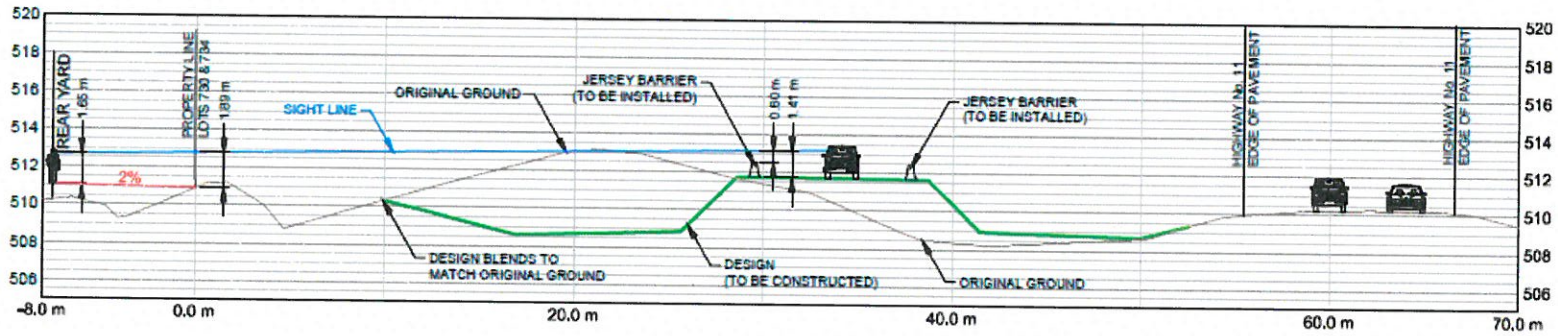 520
518
516
514
512
510
508
506
REAR YARD
1.65 m
PROPERTY LINE
LOTS 730 & 734
1.89 m
SIGHT LINE
2%
ORIGINAL GROUND
JERSEY BARRIER
(TO BE INSTALLED)
0.60 m
1.41 m
JERSEY BARRIER
(TO BE INSTALLED)
HIGHWAY No. 11
EDGE OF PAVEMENT
HIGHWAY No. 11
EDGE OF PAVEMENT
520
518
516
514
512
510
508
506
DESIGN BLENDS TO
MATCH ORIGINAL GROUND
DESIGN
(TO BE CONSTRUCTED)
ORIGINAL GROUND
-8.0 m
0.0 m
20.0 m
40.0 m
60.0 m
70.0 m